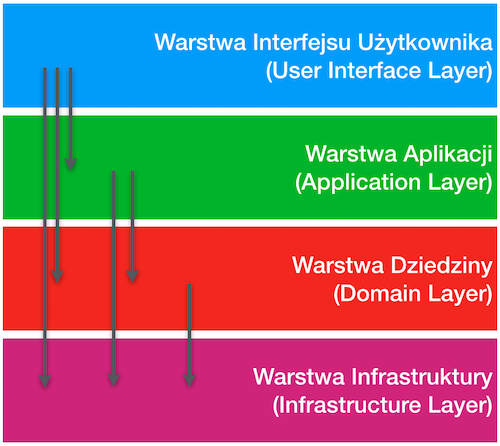 Warstwa Interfejsu Użytkownika
(User Interface Layer)
Warstwa Aplikacji
(Application Layer)
Warstwa Dziedziny
(Domain Layer)
Warstwa Infrastruktury
(Infrastructure Layer)